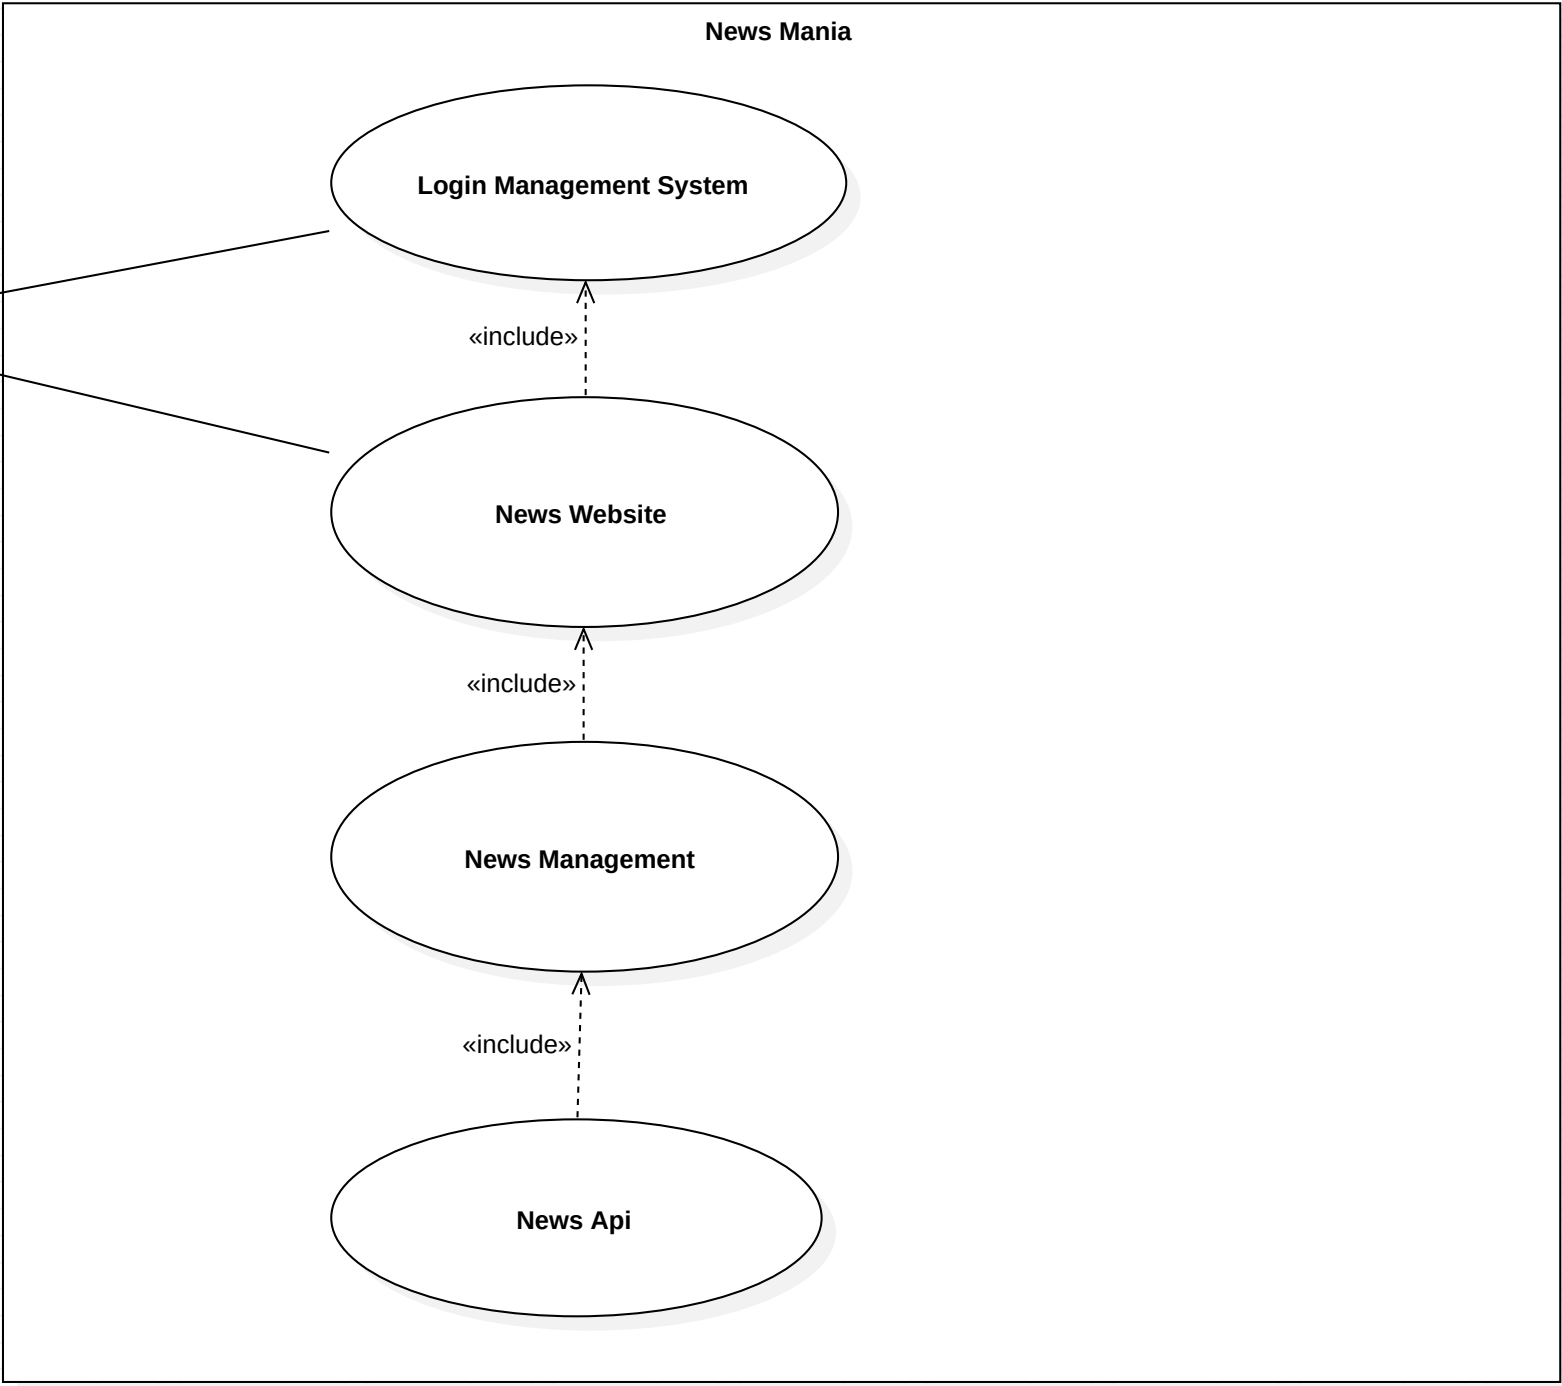 News Mania
Login Management System
«include»
News Website
«include»
News Management
«include»
News Api